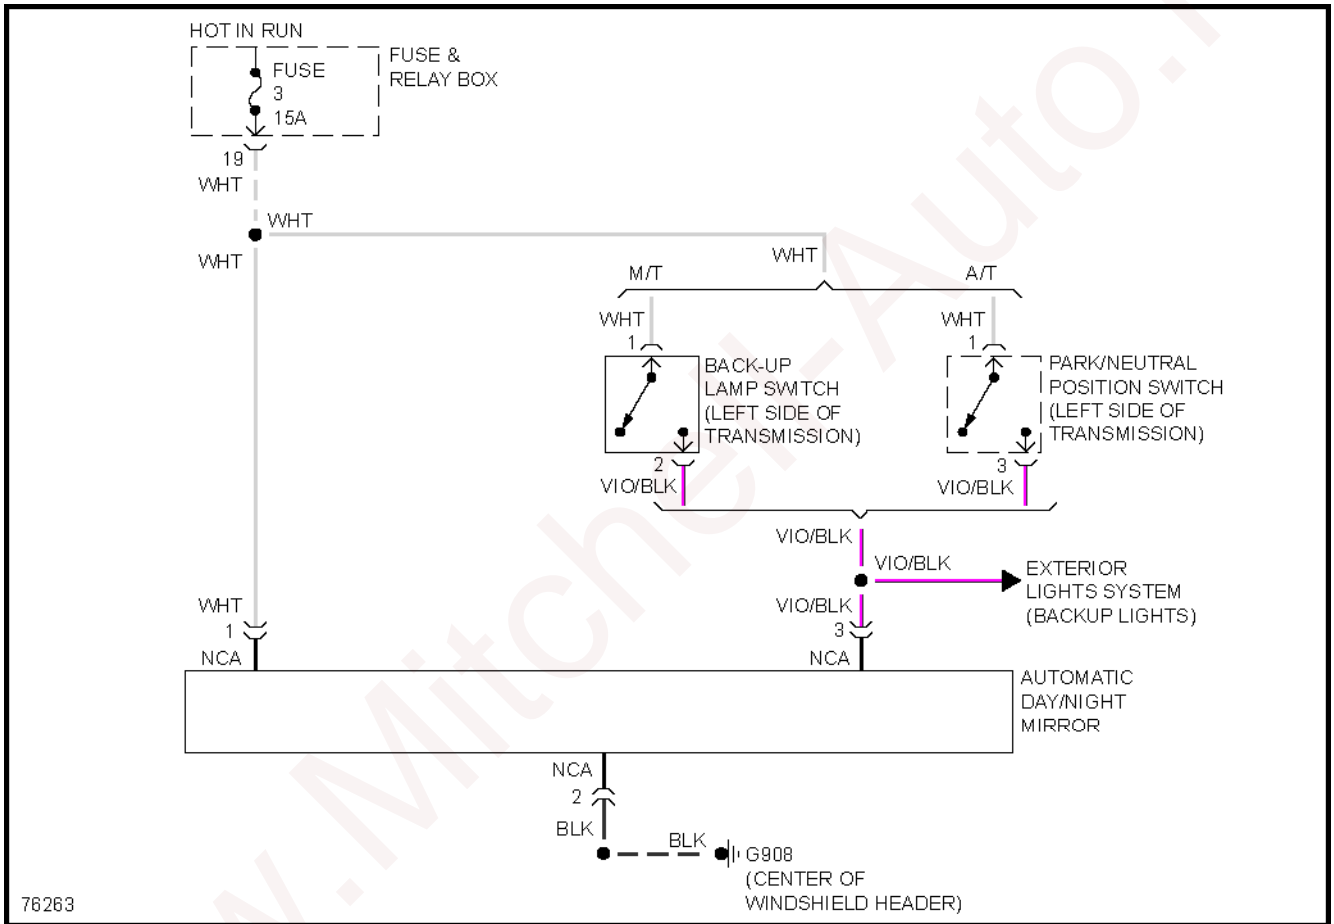 HOT IN RUN
FUSE
3
15A
FUSE &
RELAY BOX
19
WHT
WHT
WHT
WHT
M/T
A/T
WHT
1
BACK-UP
LAMP SWITCH
(LEFT SIDE OF
TRANSMISSION)
2
VIO/BLK
WHT
1
PARK/NEUTRAL
POSITION SWITCH
(LEFT SIDE OF
TRANSMISSION)
3
VIO/BLK
VIO/BLK
VIO/BLK
EXTERIOR
LIGHTS SYSTEM
(BACKUP LIGHTS)
WHT
1
NCA
VIO/BLK
3
NCA
AUTOMATIC
DAY/NIGHT
MIRROR
NCA
2
BLK
BLK
G908
(CENTER OF
WINDSHIELD HEADER)
76263
w.Mitchell-Auto.r